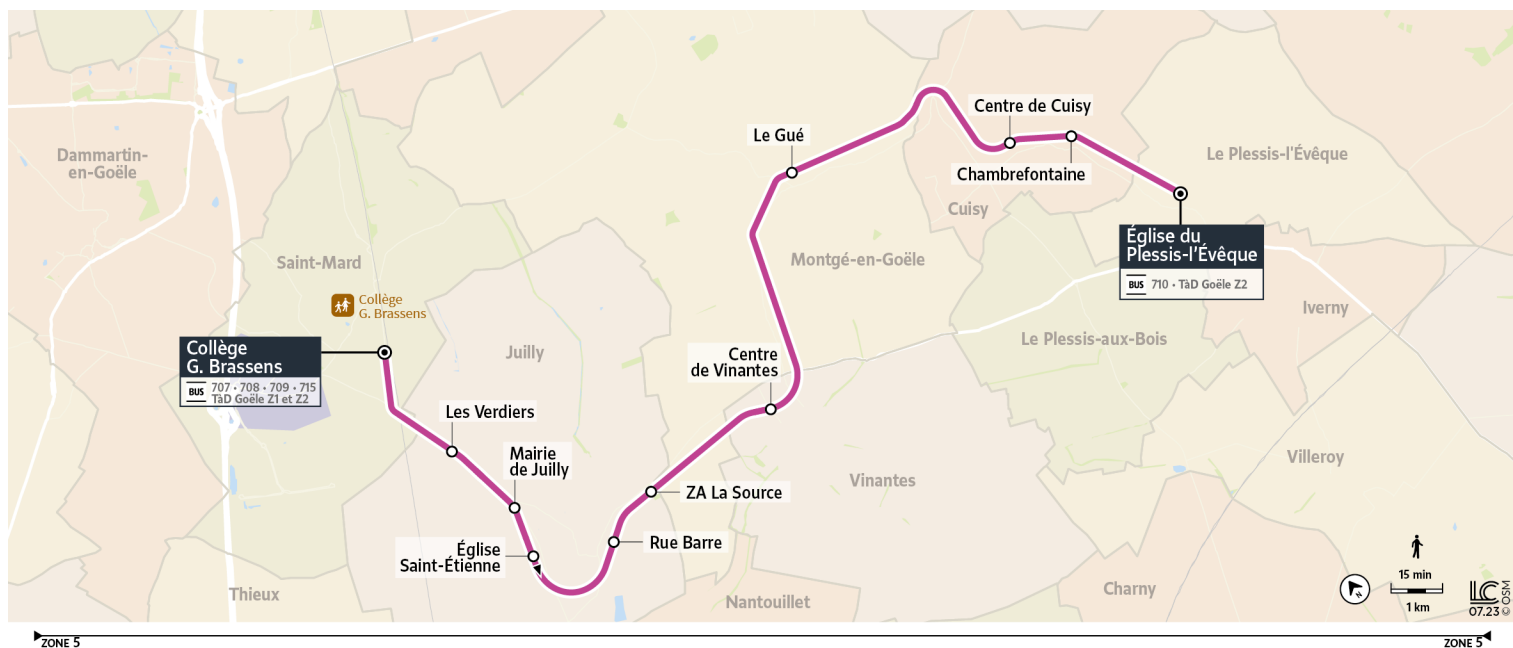 Centre de Cuisy
Le Gué
Dammartin-
en-Goële
Le Plessis-l'Évêque
Chambrefontaine
Cuisy
Église du
Plessis-l'Évêque
BUS 710 • TàD Goële Z2
Saint-Mard
Montgé-en-Goële
Collège
G. Brassens
Iverny
Collège
G. Brassens
BUS 707 • 708 • 709 • 715
TàD Goële Z1 et Z2
Juilly
Le Plessis-aux-Bois
Centre
de Vinantes
Les Verdiers
Mairie
de Juilly
Villeroy
Vinantes
ZA La Source
Rue Barre
Église
Saint-Étienne
Thieux
Nantouillet
Charny
N
15 min
1 km
LC
07.23
© OSM
ZONE 5
ZONE 5